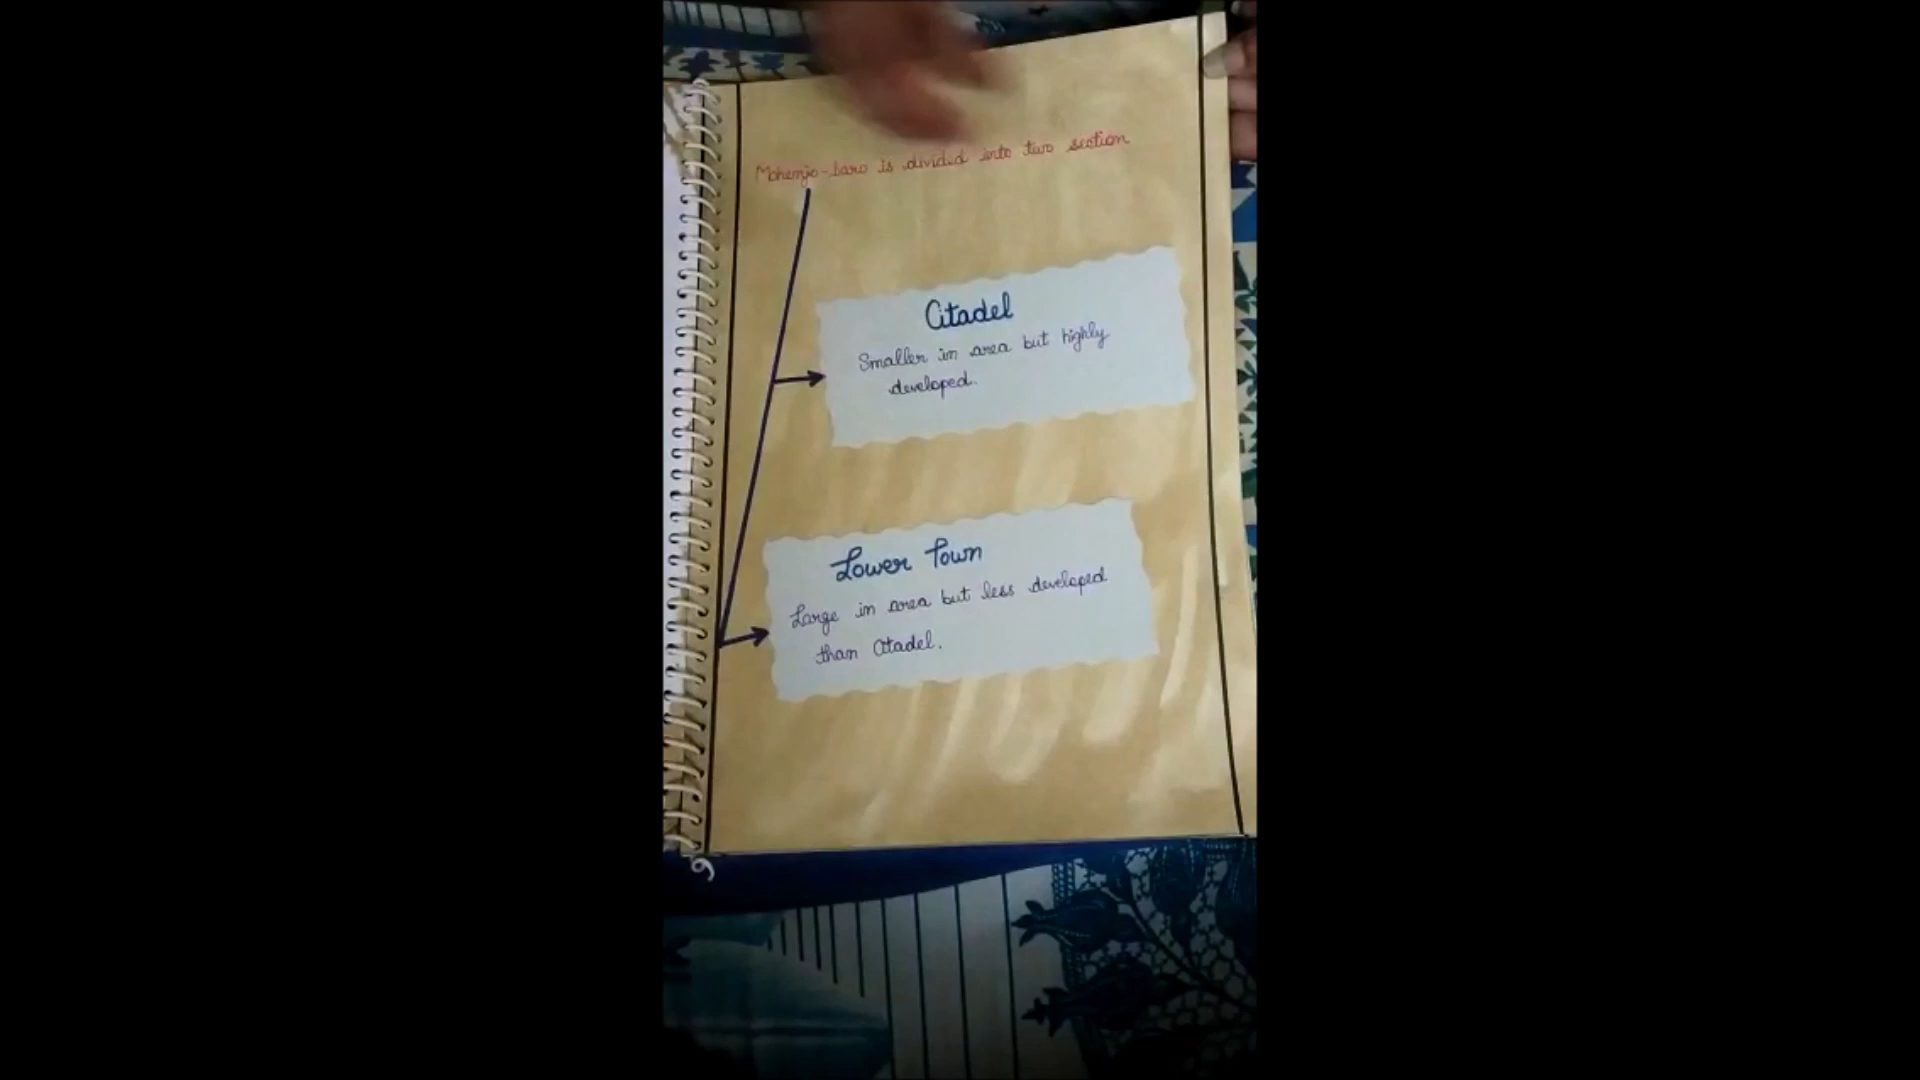 Mohenjo-daro is divided into two section
Citadel
Smaller in area but highly
developed.
Lower Town
Large in area but less developed
than Citadel.